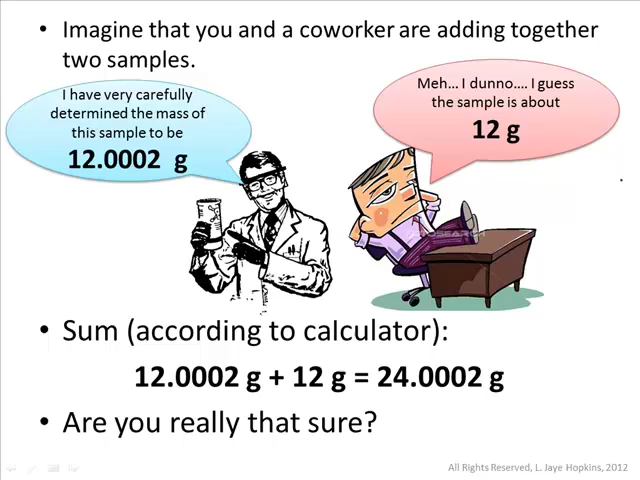 • Imagine that you and a coworker are adding together
two samples.
I have very carefully
determined the mass of
this sample to be
12.0002 g
Meh... I dunno.... I guess
the sample is about
12 g
• Sum (according to calculator):
12.0002 g + 12 g = 24.0002 g
• Are you really that sure?
All Rights Reserved, L. Jaye Hopkins, 2012